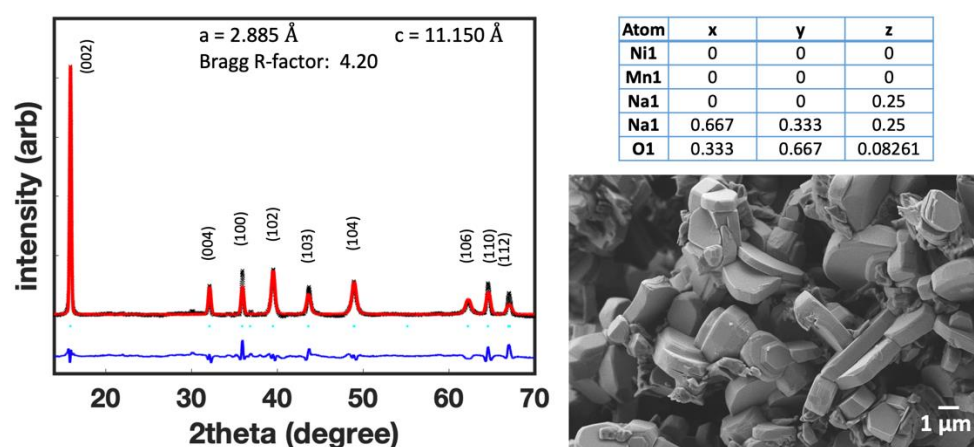 a = 2.885 Å
c = 11.150 Å
Bragg R-factor: 4.20
(002)
(004)
(100)
(102)
(103)
(104)
(106)
(110)
(112)
intensity (arb)
20 30 40 50 60 70
2theta (degree)
Atom x y z
Ni1 0 0 0
Mn1 0 0 0
Na1 0 0 0.25
Na1 0.667 0.333 0.25
O1 0.333 0.667 0.08261
1 μm